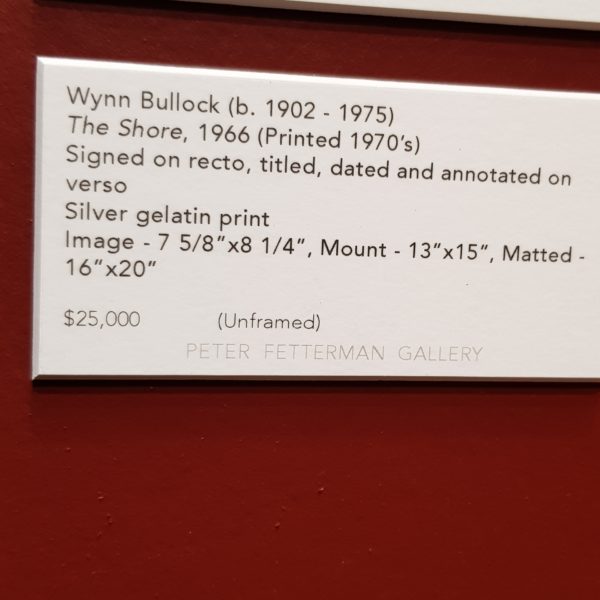 Wynn Bullock (b. 1902 - 1975)
The Shore, 1966 (Printed 1970's)
Signed on recto, titled, dated and annotated on
verso
Silver gelatin print
Image - 7 5/8"x8 1/4", Mount - 13"x15", Matted -
16"x20"
$25,000 (Unframed)
PETER FETTERMAN GALLERY